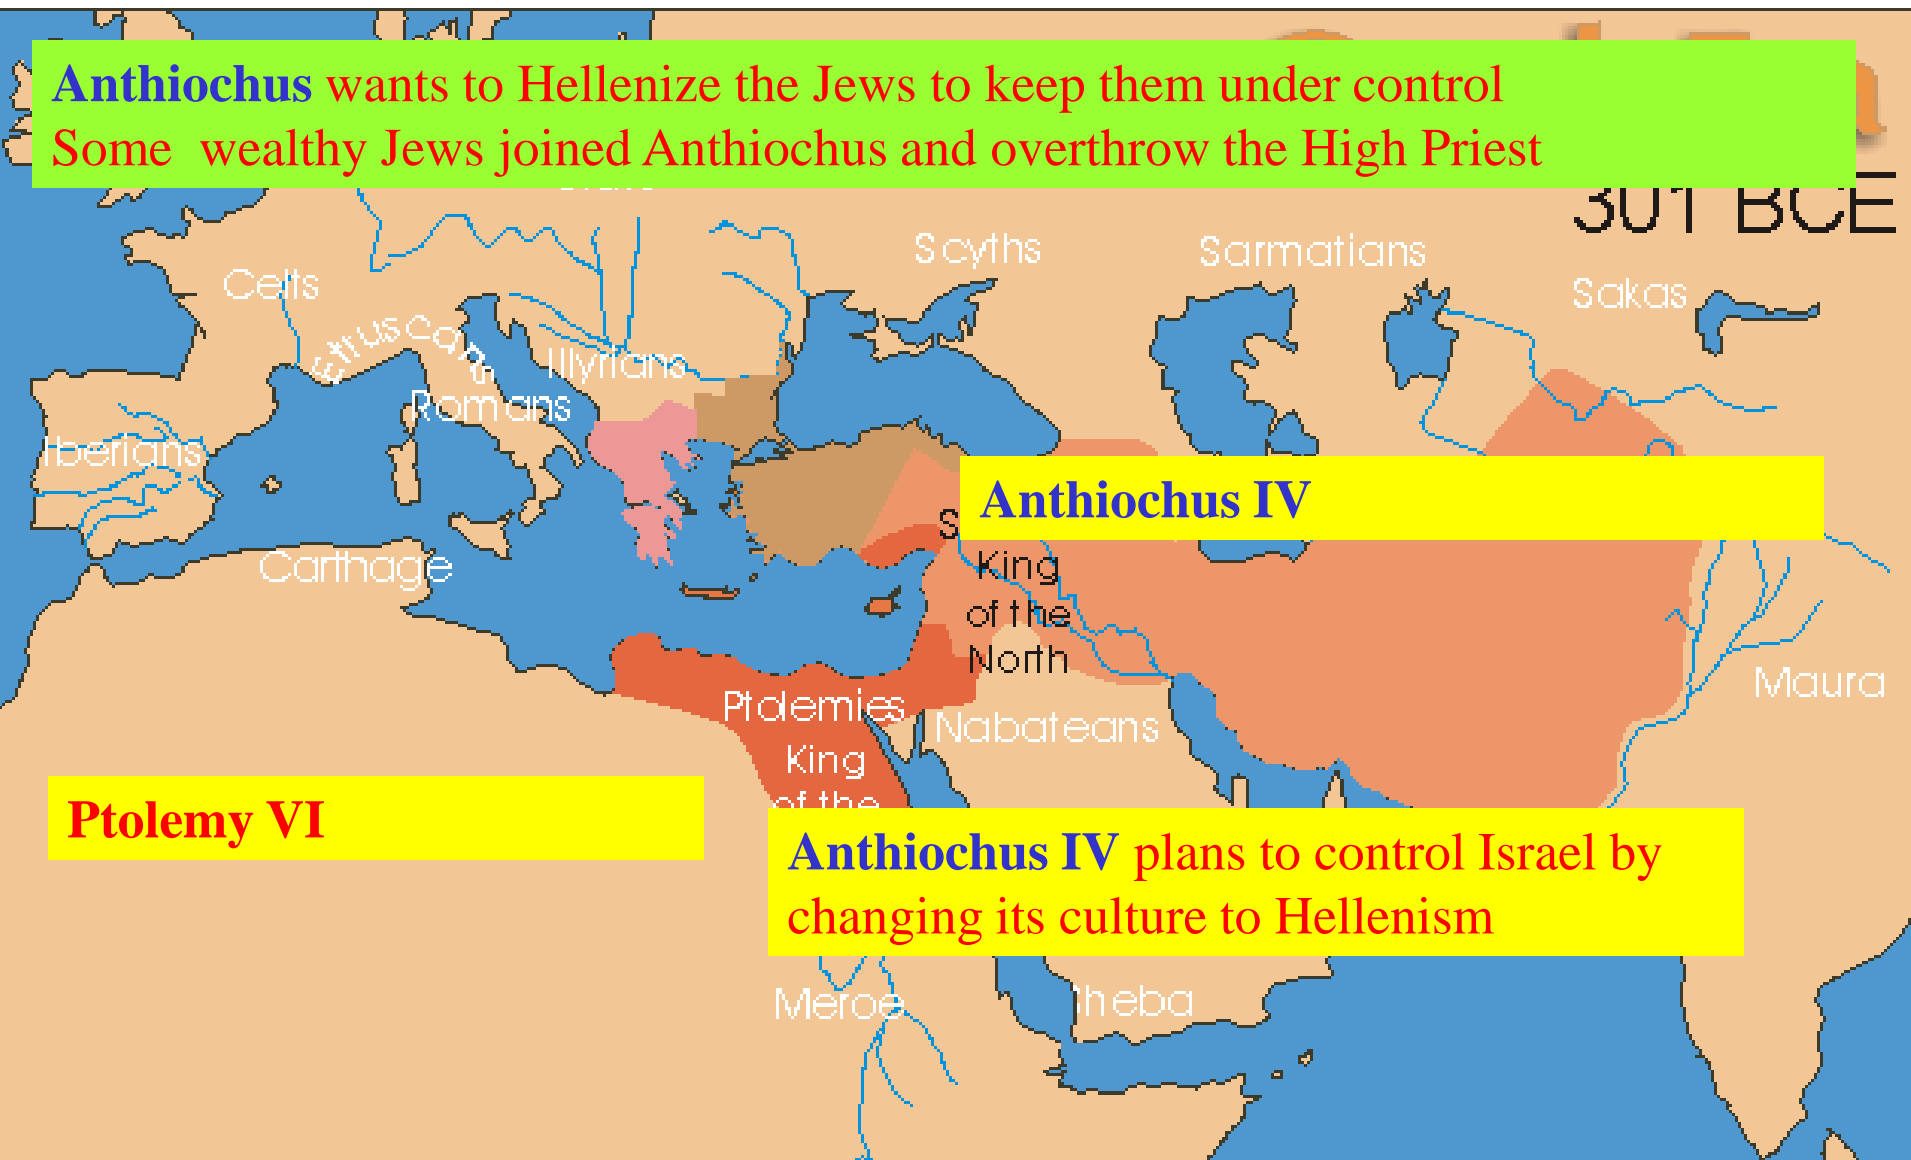 Anthiochus wants to Hellenize the Jews to keep them under control
Some wealthy Jews joined Anthiochus and overthrow the High Priest
301 BCE
Scyths
Sarmatians
Sakas
Celts
Etruscans
Illyrians
Romans
Iberians
Anthiochus IV
Carthage
King
of the
North
Ptolemies
Maura
Nabateans
King
of the
Ptolemy VI
Anthiochus IV plans to control Israel by
changing its culture to Hellenism
Meroe
Sheba